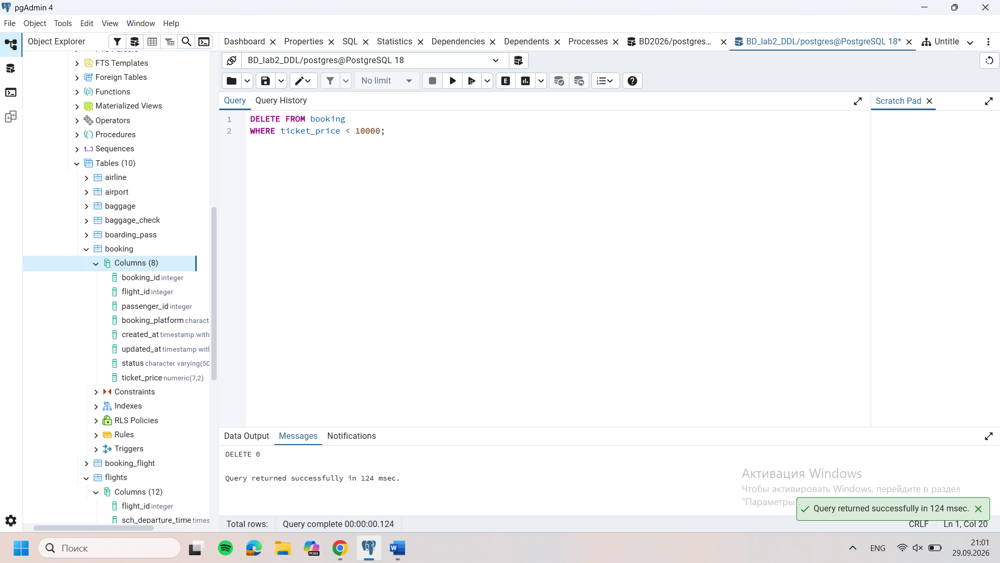 pgAdmin 4
File Object Tools Edit View Window Help
Object Explorer
Dashboard Properties SQL Statistics Dependencies Dependents Processes BD2026/postgres... BD_lab2_DDL/postgres@PostgreSQL 18* Untitle
BD_lab2_DDL/postgres@PostgreSQL 18
No limit
E
Query Query History
Scratch Pad
1 DELETE FROM booking
2 WHERE ticket_price < 10000;
FTS Templates
Foreign Tables
Functions
Materialized Views
Operators
Procedures
1..3 Sequences
Tables (10)
airline
airport
baggage
baggage_check
boarding_pass
booking
Columns (8)
booking_id integer
flight_id integer
passenger_id integer
booking_platform charact
created_at timestamp with
updated_at timestamp with
status character varying(50
ticket_price numeric(7,2)
Constraints
Indexes
RLS Policies
Rules
Triggers
booking_flight
flights
Columns (12)
flight_id integer
sch_departure_time times
Data Output Messages Notifications
DELETE 0
Query returned successfully in 124 msec.
Активация Windows
Чтобы активировать Windows, перейдите в раздел
"Параметры".
Query returned successfully in 124 msec.
Total rows: Query complete 00:00:00.124
CRLF Ln 1, Col 20
Поиск
M365
ENG
21:01
29.09.2026